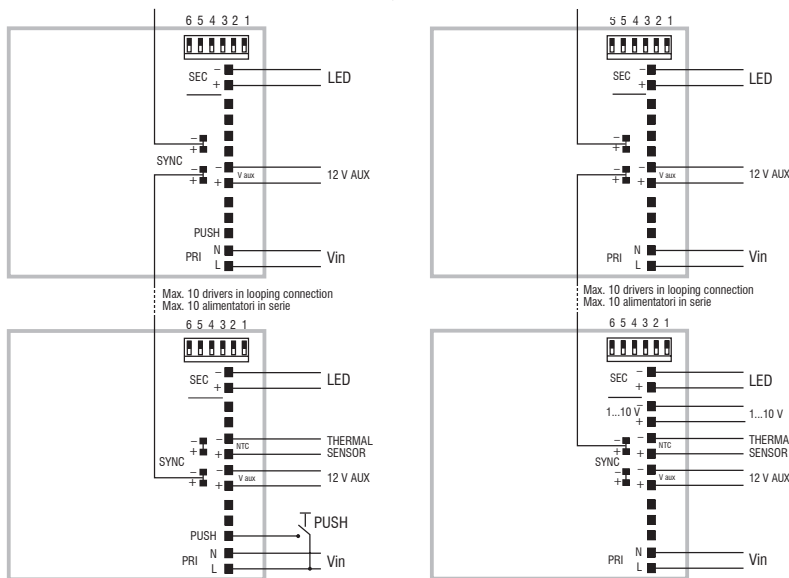 6 5 4 3 2 1
SEC
−
+
LED
−
+
SYNC
−
+
−
+
V aux
12 V AUX
PUSH
PRI
N
L
Vin
Max. 10 drivers in looping connection
Max. 10 alimentatori in serie
6 5 4 3 2 1
SEC
−
+
LED
−
+
SYNC
−
+
−
+
NTC
THERMAL
SENSOR
−
+
V aux
12 V AUX
PUSH
PUSH
PRI
N
L
Vin
5 5 4 3 2 1
SEC
−
+
LED
−
+
−
+
−
+
V aux
12 V AUX
PRI
N
L
Vin
Max. 10 drivers in looping connection
Max. 10 alimentatori in serie
6 5 4 3 2 1
SEC
−
+
LED
1...10 V
−
+
1...10 V
−
+
SYNC
−
+
−
+
NTC
THERMA
SENSOR
−
+
V aux
12 V AUX
PRI
N
L
Vin